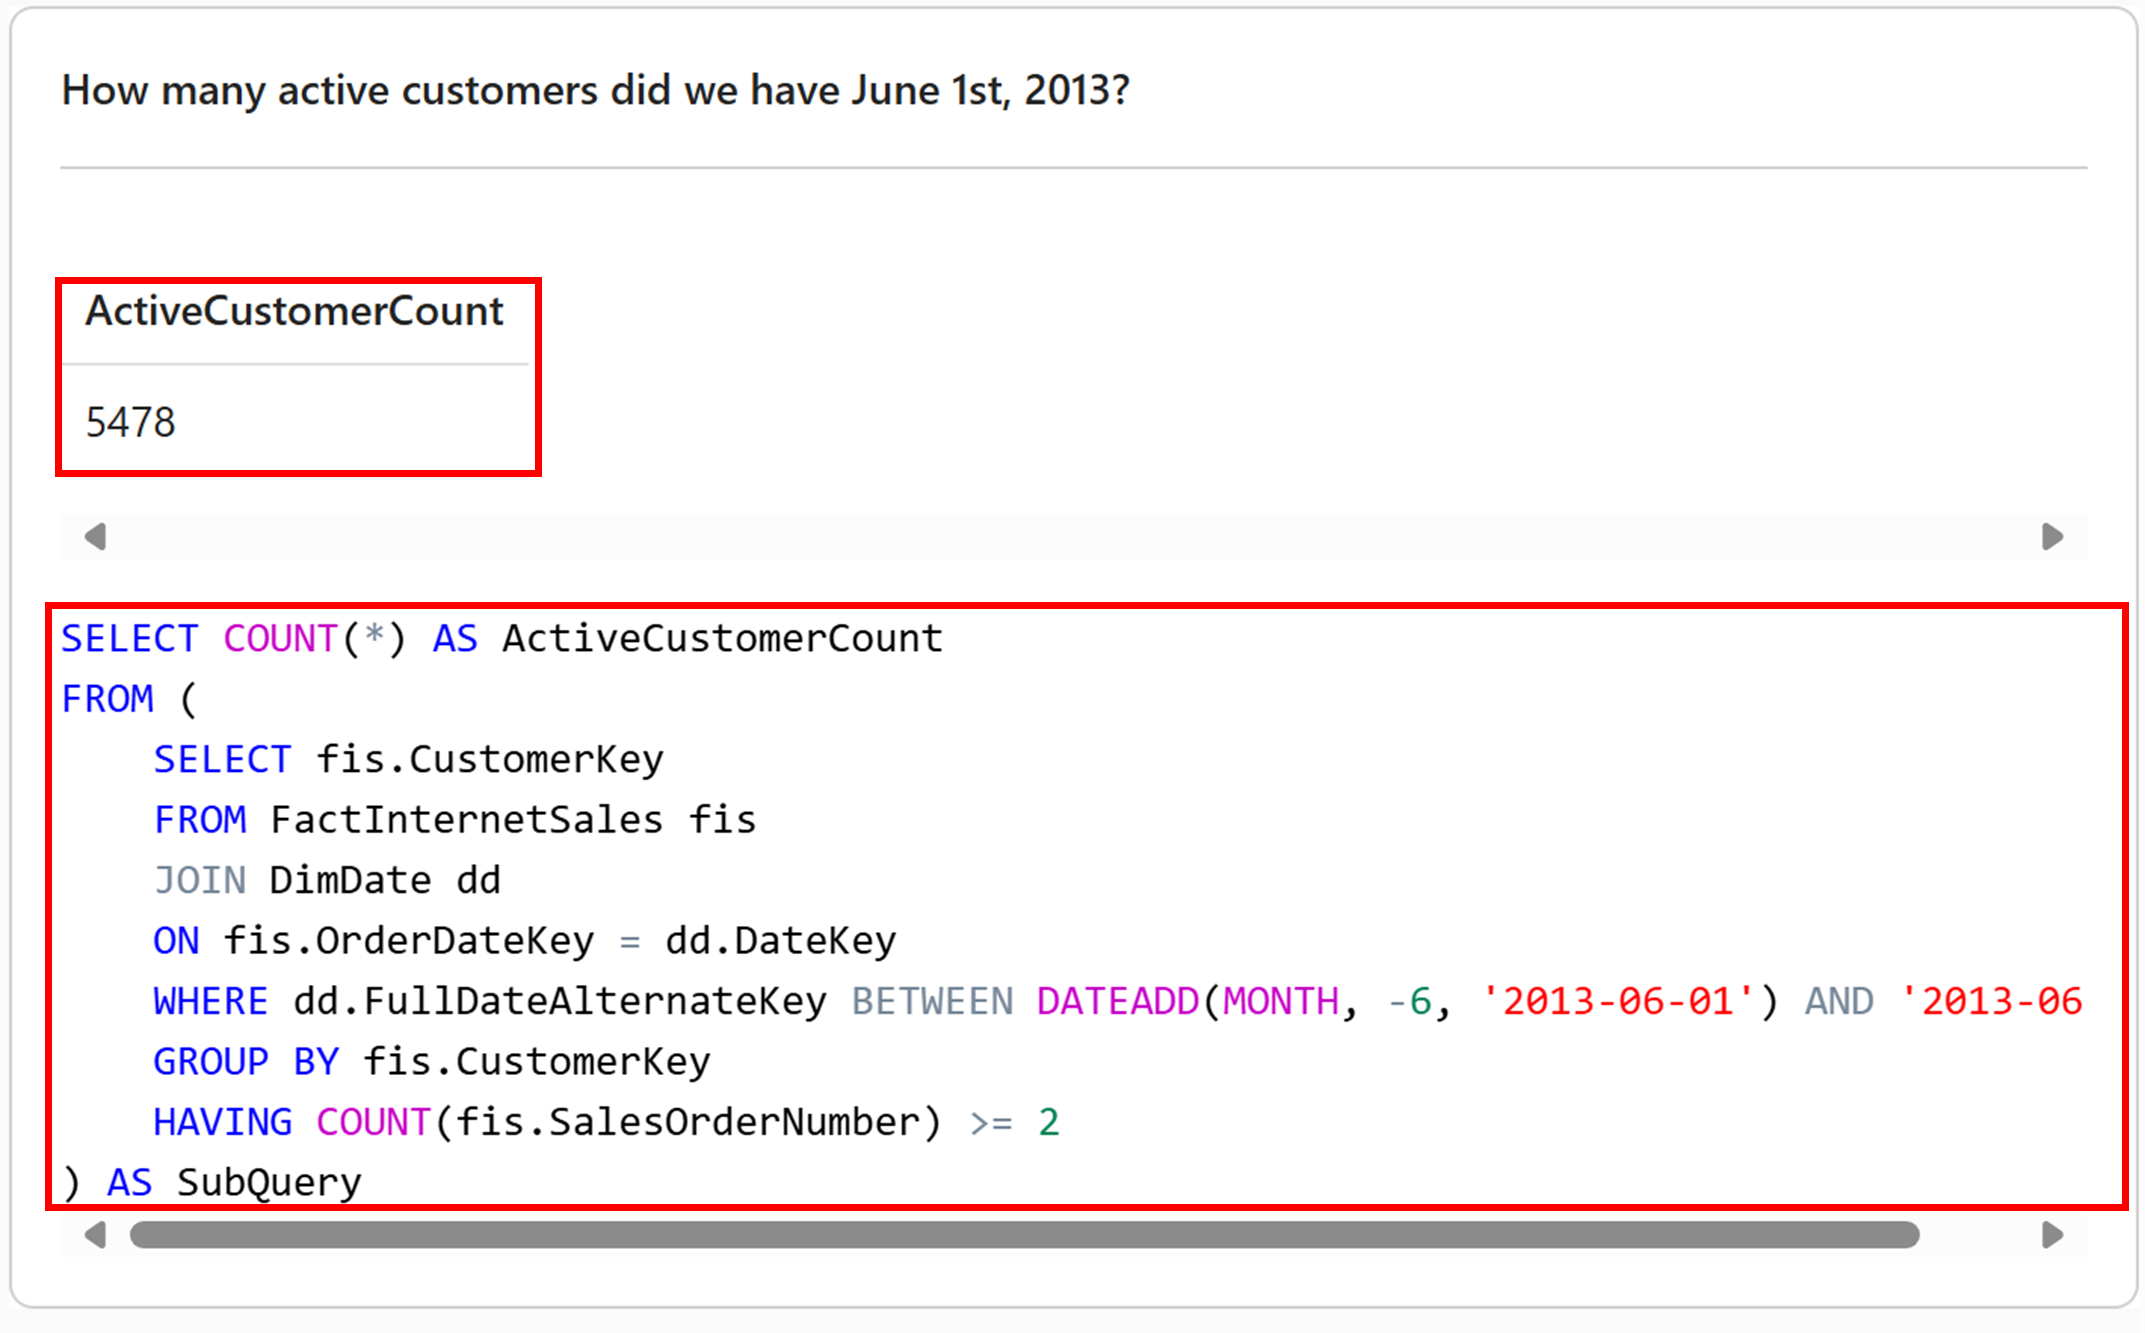 How many active customers did we have June 1st, 2013?
ActiveCustomerCount
5478
SELECT COUNT(*) AS ActiveCustomerCount
FROM (
    SELECT fis.CustomerKey
    FROM FactInternetSales fis
    JOIN DimDate dd
    ON fis.OrderDateKey = dd.DateKey
    WHERE dd.FullDateAlternateKey BETWEEN DATEADD(MONTH, -6, '2013-06-01') AND '2013-06
    GROUP BY fis.CustomerKey
    HAVING COUNT(fis.SalesOrderNumber) >= 2
) AS SubQuery